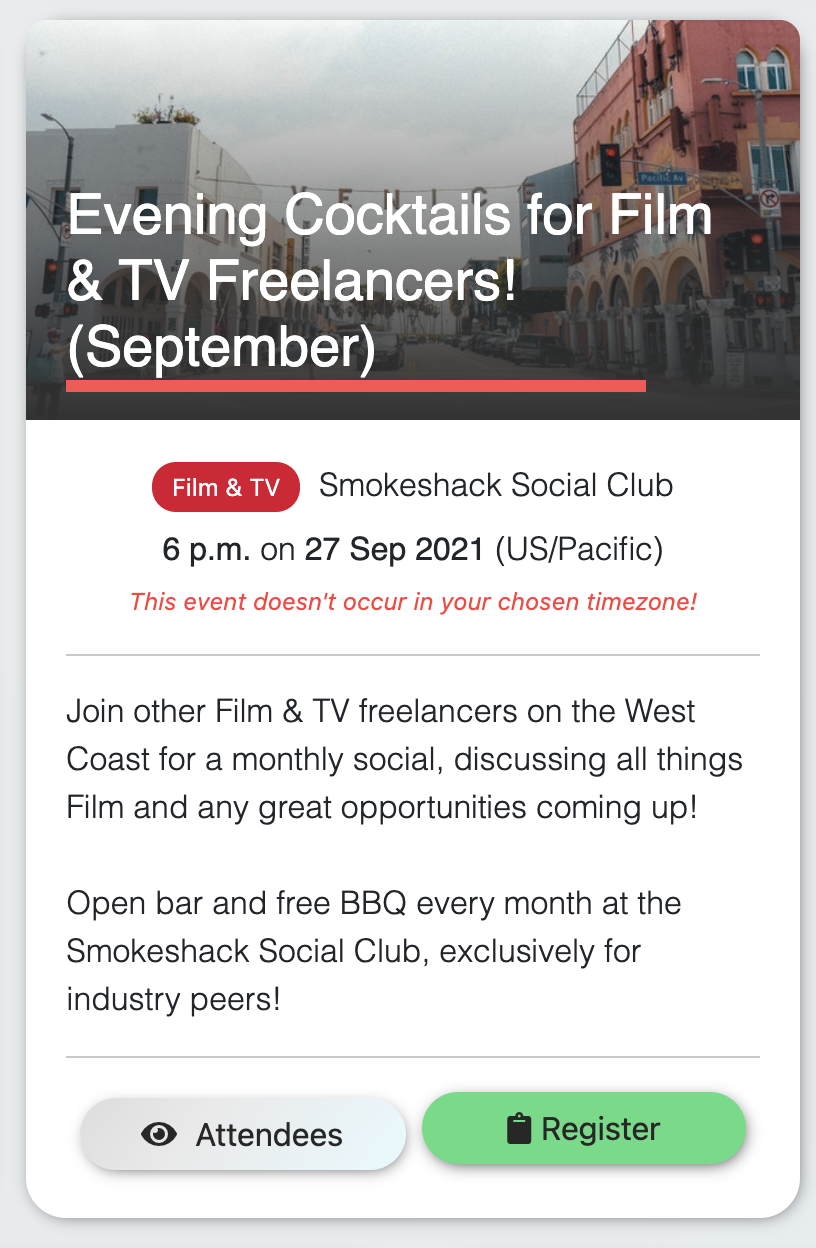 VENICE
Pacific Av
Evening Cocktails for Film
& TV Freelancers!
(September)
Film & TV Smokeshack Social Club
6 p.m. on 27 Sep 2021 (US/Pacific)
This event doesn't occur in your chosen timezone!
Join other Film & TV freelancers on the West
Coast for a monthly social, discussing all things
Film and any great opportunities coming up!
Open bar and free BBQ every month at the
Smokeshack Social Club, exclusively for
industry peers!
Attendees Register